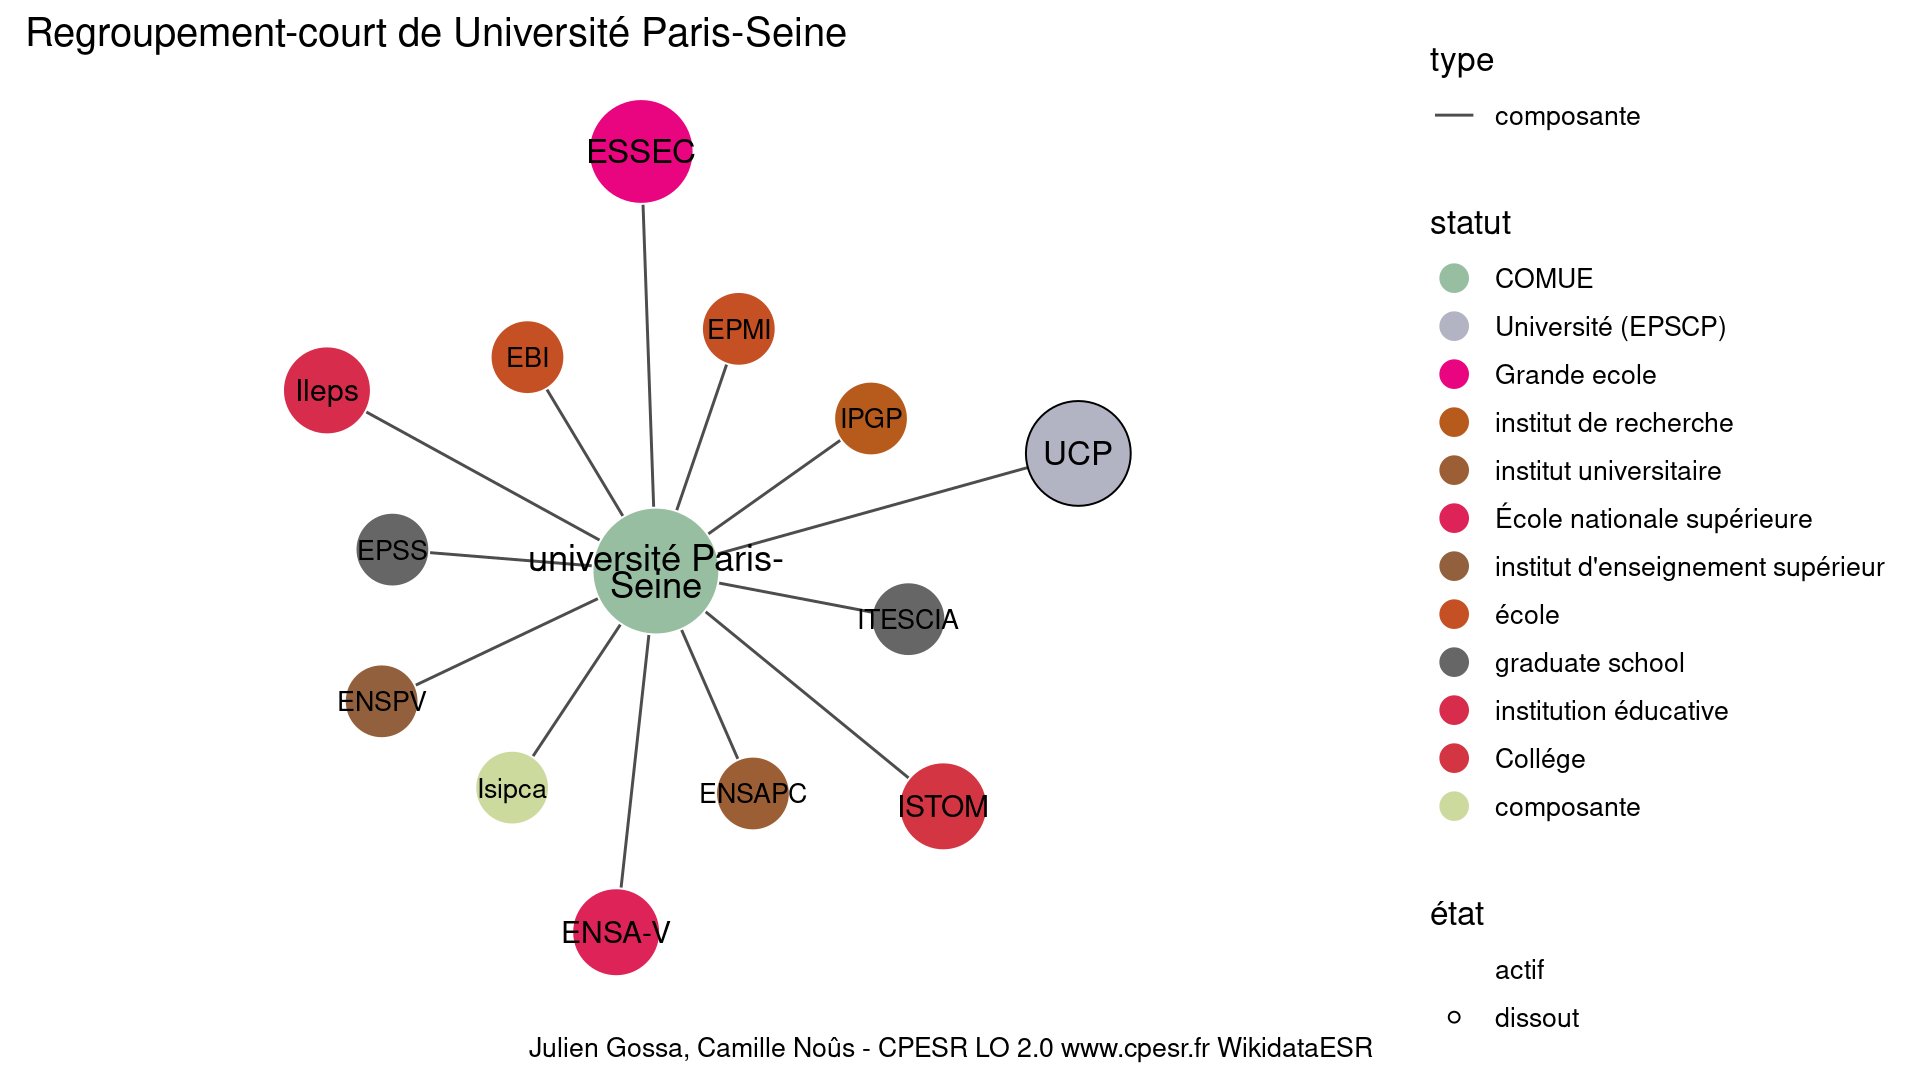 Regroupement-court de Université Paris-Seine
ESSEC
EPMI
EBI
Ileps
IPGP
UCP
EPSS
université Paris-
Seine
ITESCIA
ENSPV
Isipca
ENSAPC
ISTOM
ENSA-V
type
composante
statut
COMUE
Université (EPSCP)
Grande ecole
institut de recherche
institut universitaire
École nationale supérieure
institut d'enseignement supérieur
école
graduate school
institution éducative
Collége
composante
état
actif
dissout
Julien Gossa, Camille Noûs - CPESR LO 2.0 www.cpesr.fr WikidataESR